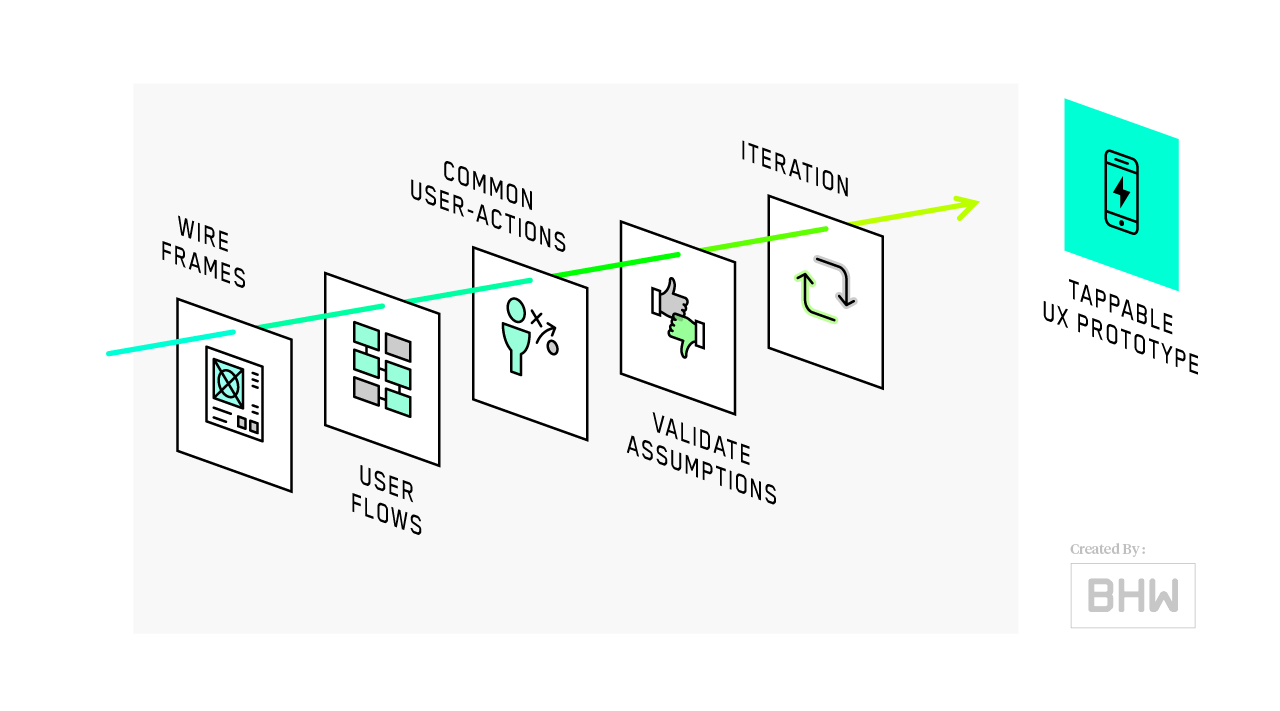 WIRE
FRAMES
USER
FLOWS
COMMON
USER-ACTIONS
VALIDATE
ASSUMPTIONS
ITERATION
TAPPABLE
UX PROTOTYPE
Created By :
BHW